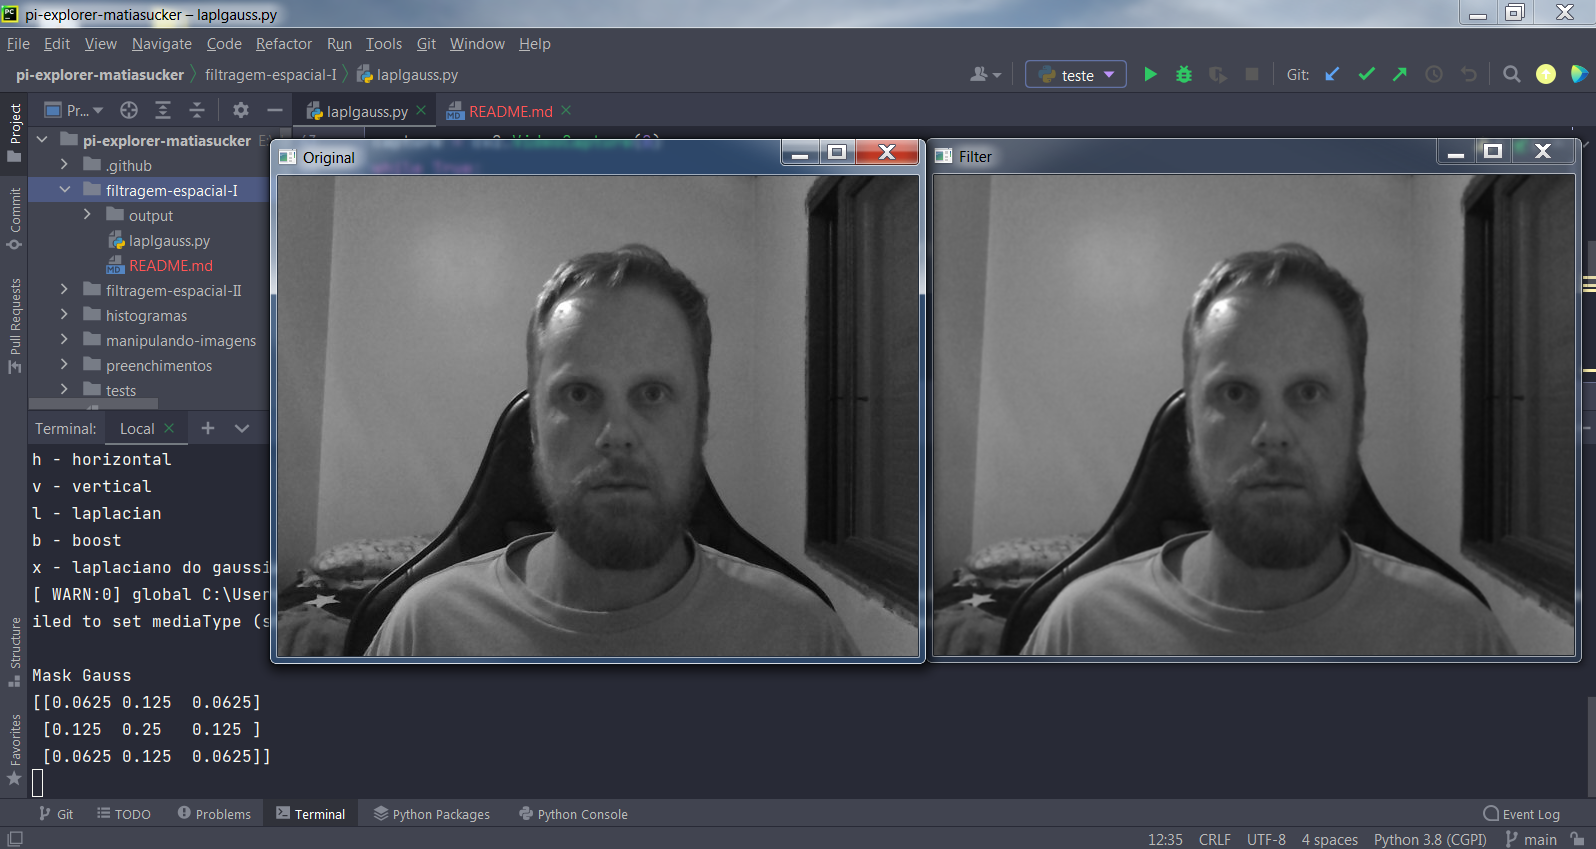 pi-explorer-matiasucker – laplgauss.py
File Edit View Navigate Code Refactor Run Tools Git Window Help
pi-explorer-matiasucker filtragem-espacial-I laplgauss.py
teste Git:
Project
Pr...
laplgauss.py README.md
pi-explorer-matiasucker
.github
filtragem-espacial-I
output
laplgauss.py
README.md
filtragem-espacial-II
histogramas
manipulando-imagens
preenchimentos
tests
Commit
Pull Requests
Structure
Favorites
Original
Filter
while True:
Terminal: Local
h - horizontal
v - vertical
l - laplacian
b - boost
x - laplaciano do gaussi
[ WARN:0] global C:\User
iled to set mediaType (s
Mask Gauss
[[0.0625 0.125  0.0625]
[0.125  0.25   0.125 ]
[0.0625 0.125  0.0625]]
Git TODO Problems Terminal Python Packages Python Console Event Log
12:35 CRLF UTF-8 4 spaces Python 3.8 (CGPI) main